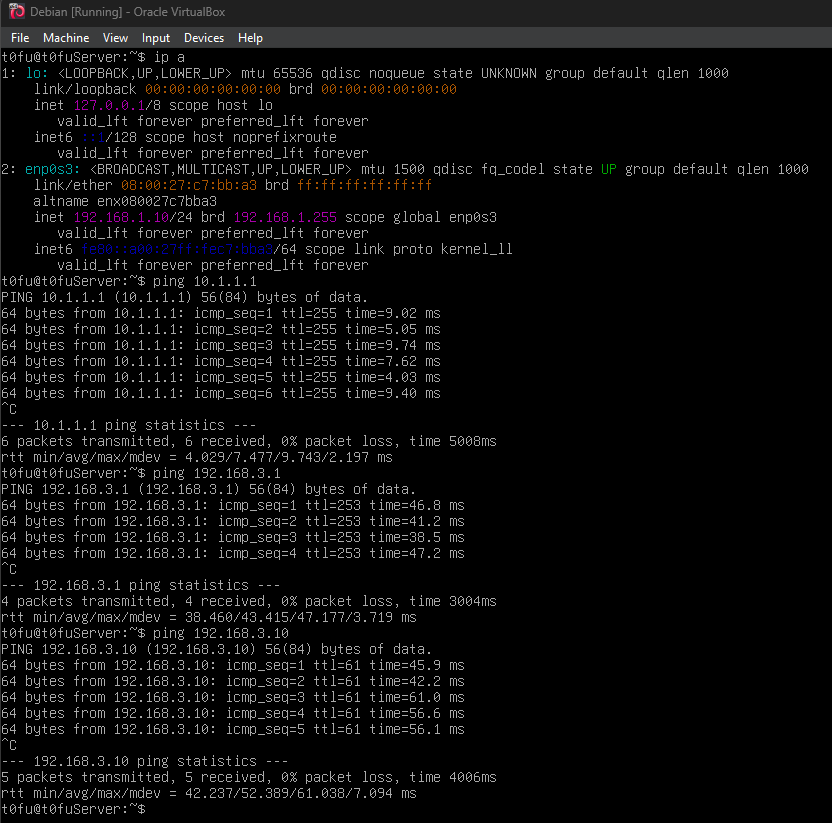 Debian [Running] - Oracle VirtualBox
File Machine View Input Devices Help
t0fu@t0fuServer:~$ ip a
1: lo: <LOOPBACK,UP,LOWER_UP> mtu 65536 qdisc noqueue state UNKNOWN group default qlen 1000
    link/loopback 00:00:00:00:00:00 brd 00:00:00:00:00:00
    inet 127.0.0.1/8 scope host lo
       valid_lft forever preferred_lft forever
    inet6 ::1/128 scope host noprefixroute
       valid_lft forever preferred_lft forever
2: enp0s3: <BROADCAST,MULTICAST,UP,LOWER_UP> mtu 1500 qdisc fq_codel state UP group default qlen 1000
    link/ether 08:00:27:c7:bb:a3 brd ff:ff:ff:ff:ff:ff
    altname enx080027c7bba3
    inet 192.168.1.10/24 brd 192.168.1.255 scope global enp0s3
       valid_lft forever preferred_lft forever
    inet6 fe80::a00:27ff:fec7:bba3/64 scope link proto kernel_ll
       valid_lft forever preferred_lft forever
t0fu@t0fuServer:~$ ping 10.1.1.1
PING 10.1.1.1 (10.1.1.1) 56(84) bytes of data.
64 bytes from 10.1.1.1: icmp_seq=1 ttl=255 time=9.02 ms
64 bytes from 10.1.1.1: icmp_seq=2 ttl=255 time=5.05 ms
64 bytes from 10.1.1.1: icmp_seq=3 ttl=255 time=9.74 ms
64 bytes from 10.1.1.1: icmp_seq=4 ttl=255 time=7.62 ms
64 bytes from 10.1.1.1: icmp_seq=5 ttl=255 time=4.03 ms
64 bytes from 10.1.1.1: icmp_seq=6 ttl=255 time=9.40 ms
^C
--- 10.1.1.1 ping statistics ---
6 packets transmitted, 6 received, 0% packet loss, time 5008ms
rtt min/avg/max/mdev = 4.029/7.477/9.743/2.197 ms
t0fu@t0fuServer:~$ ping 192.168.3.1
PING 192.168.3.1 (192.168.3.1) 56(84) bytes of data.
64 bytes from 192.168.3.1: icmp_seq=1 ttl=253 time=46.8 ms
64 bytes from 192.168.3.1: icmp_seq=2 ttl=253 time=41.2 ms
64 bytes from 192.168.3.1: icmp_seq=3 ttl=253 time=38.5 ms
64 bytes from 192.168.3.1: icmp_seq=4 ttl=253 time=47.2 ms
^C
--- 192.168.3.1 ping statistics ---
4 packets transmitted, 4 received, 0% packet loss, time 3004ms
rtt min/avg/max/mdev = 38.460/43.415/47.177/3.719 ms
t0fu@t0fuServer:~$ ping 192.168.3.10
PING 192.168.3.10 (192.168.3.10) 56(84) bytes of data.
64 bytes from 192.168.3.10: icmp_seq=1 ttl=61 time=45.9 ms
64 bytes from 192.168.3.10: icmp_seq=2 ttl=61 time=42.2 ms
64 bytes from 192.168.3.10: icmp_seq=3 ttl=61 time=61.0 ms
64 bytes from 192.168.3.10: icmp_seq=4 ttl=61 time=56.6 ms
64 bytes from 192.168.3.10: icmp_seq=5 ttl=61 time=56.1 ms
^C
--- 192.168.3.10 ping statistics ---
5 packets transmitted, 5 received, 0% packet loss, time 4006ms
rtt min/avg/max/mdev = 42.237/52.389/61.038/7.094 ms
t0fu@t0fuServer:~$